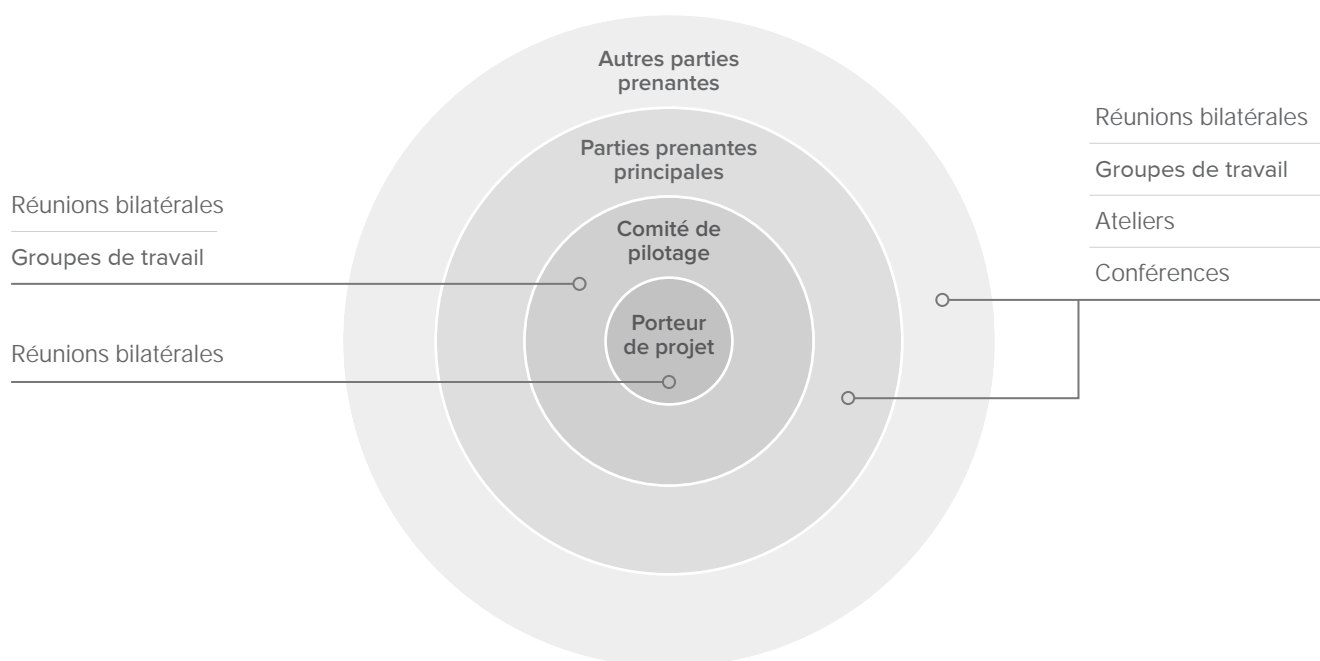 Autres parties
prenantes
Parties prenantes
principales
Comité de
pilotage
Porteur
de projet
Réunions bilatérales
Groupes de travail
Réunions bilatérales
Réunions bilatérales
Groupes de travail
Ateliers
Conférences